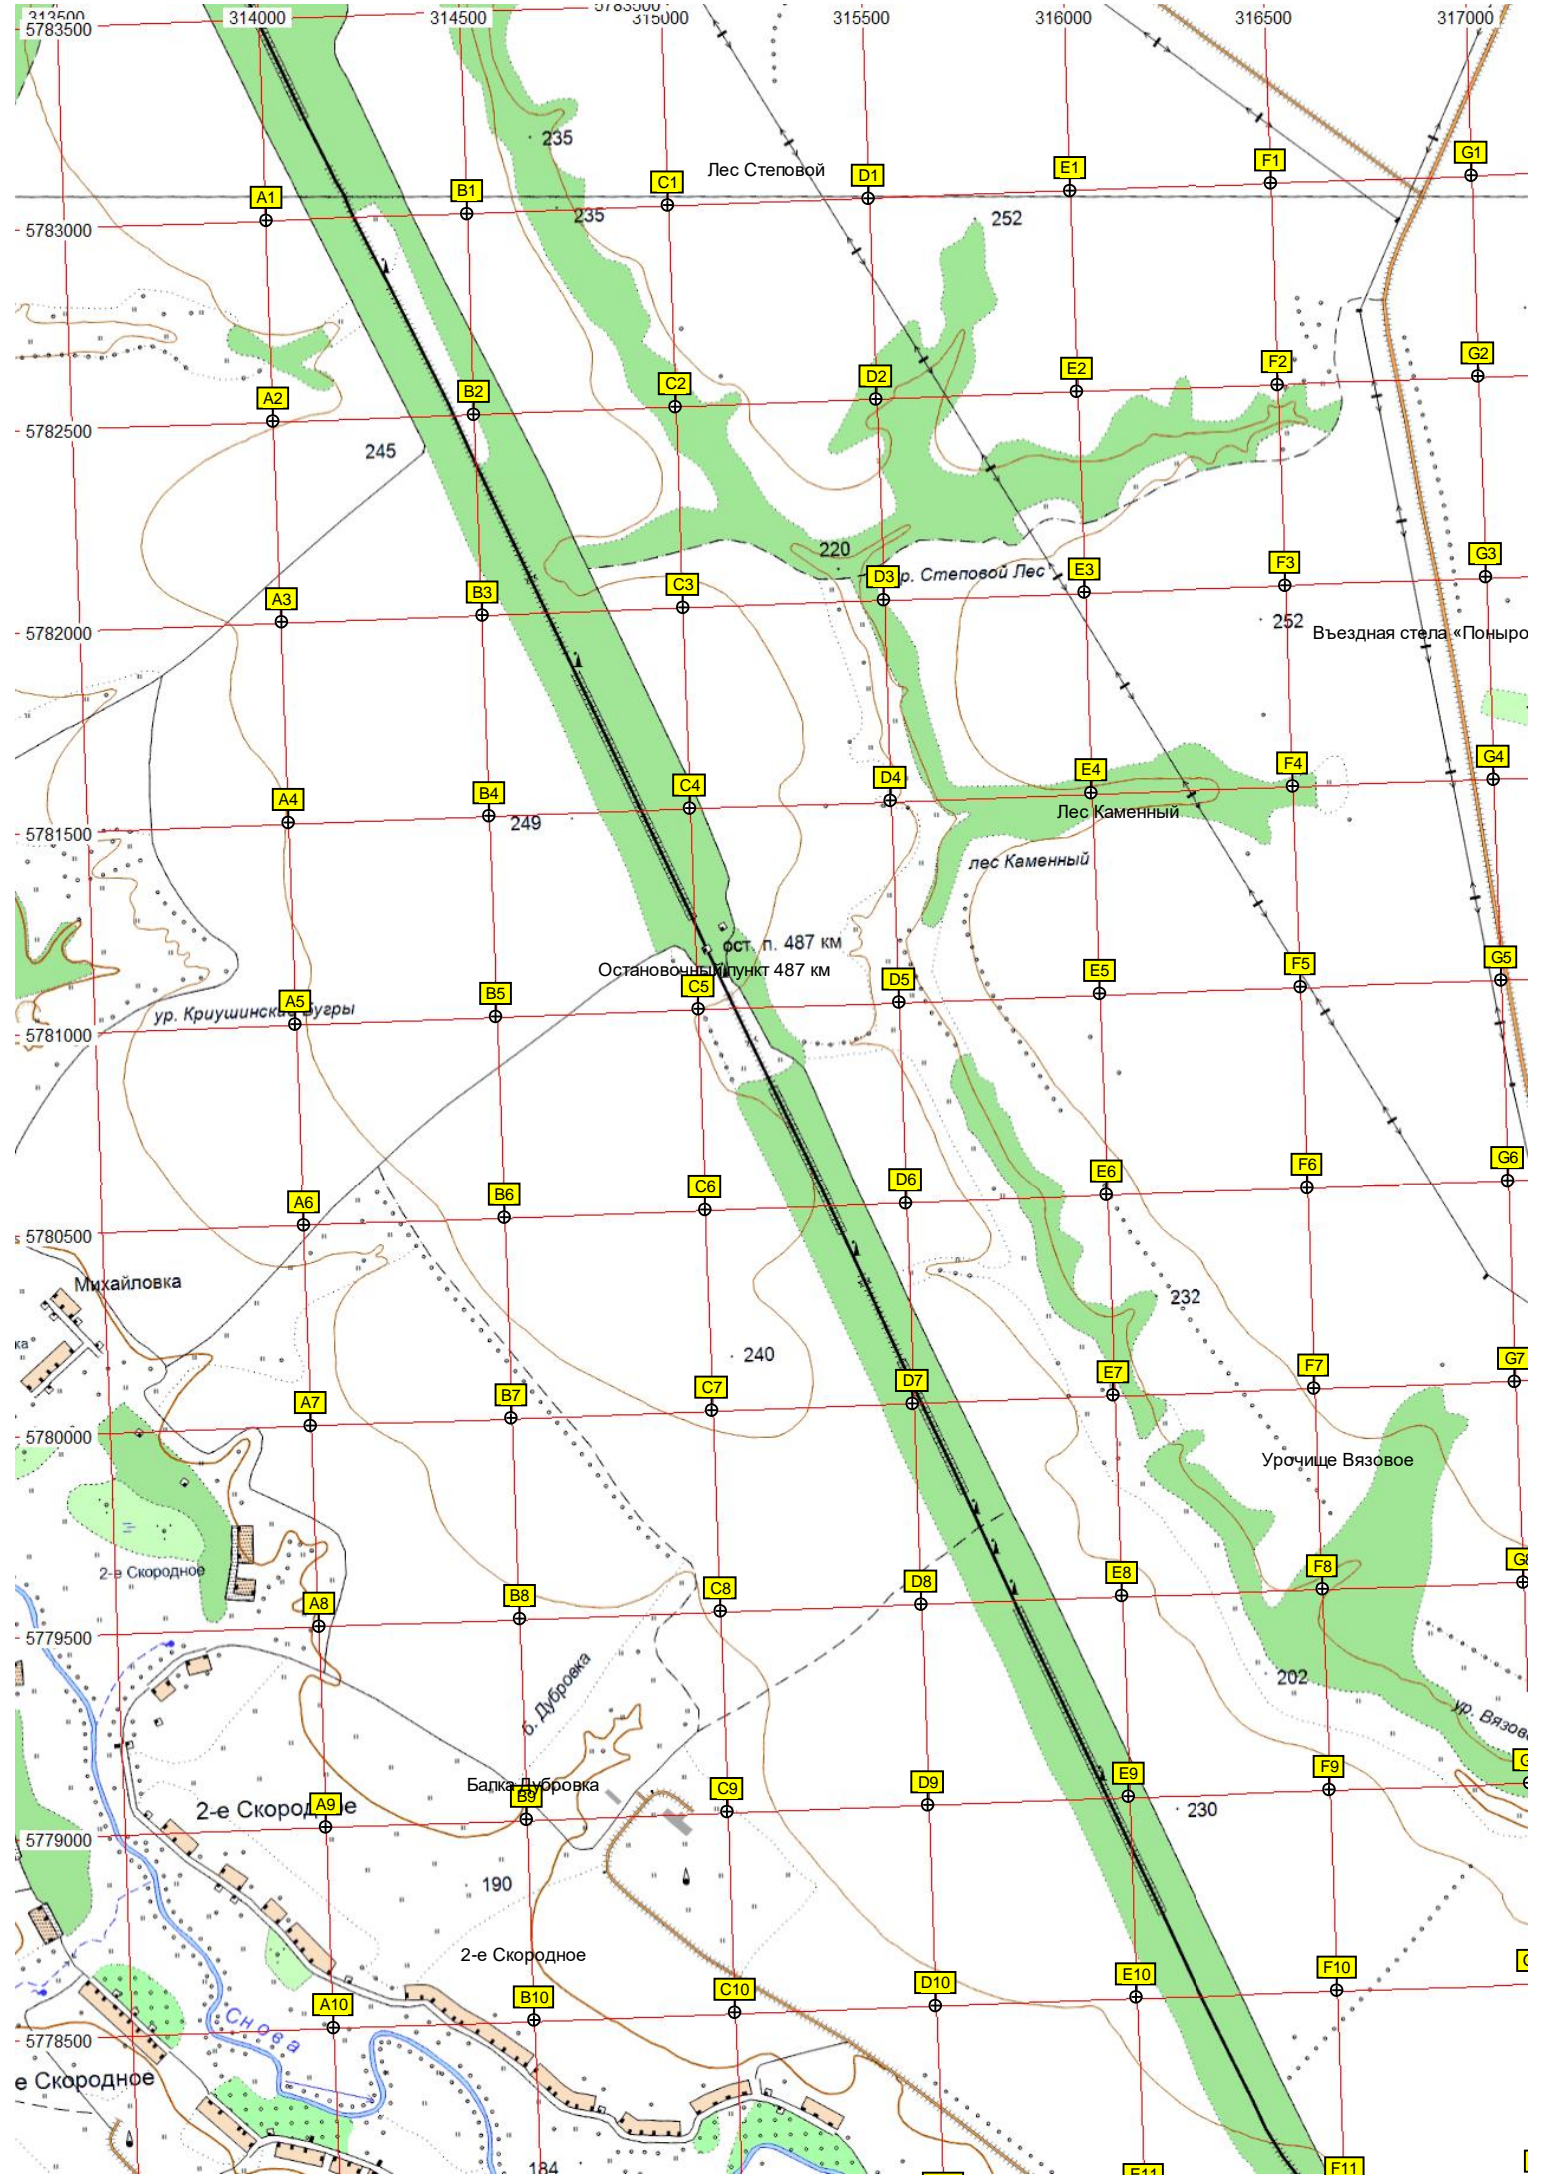 5783500
313500 314000 314500 315000 315500 316000 316500 317000
5783500
235
Лес Степовой
A1 B1 C1 D1 E1 F1 G1
235
252
5783000
A2 B2 C2 D2 E2 F2 G2
5782500
245
220
ур. Степовой Лес
A3 B3 C3 D3 E3 F3 G3
5782000
252
Въездная стела «Поныро
A4 B4 C4 D4 E4 F4 G4
5781500
249
Лес Каменный
лес Каменный
ост. п. 487 км
Остановочный пункт 487 км
A5 B5 C5 D5 E5 F5 G5
ур. Криушинские Бугры
5781000
A6 B6 C6 D6 E6 F6 G6
5780500
Михайловка
232
ка
240
A7 B7 C7 D7 E7 F7 G7
5780000
Урочище Вязовое
2-е Скородное
A8 B8 C8 D8 E8 F8 G8
5779500
б. Дубровка
202
ур. Вязово
Балка Дубровка
A9 B9 C9 D9 E9 F9 G
2-е Скородное
230
5779000
190
2-е Скородное
A10 B10 C10 D10 E10 F10
Снова
5778500
е Скородное
184
E11 F11